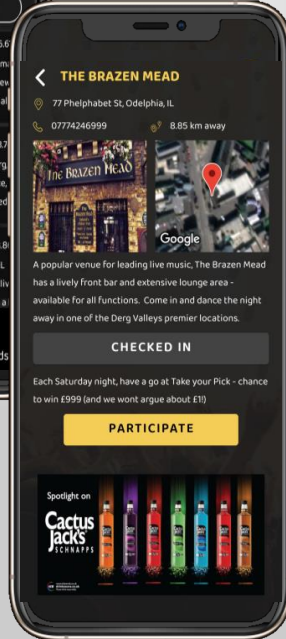 THE BRAZEN MEAD
77 Phelphabet St, Odelphia, IL
07774246999
8.85 km away
THE BRAZEN MEAD
Google
A popular venue for leading live music, The Brazen Mead
has a lively front bar and extensive lounge area -
available for all functions. Come in and dance the night
away in one of the Derg Valleys premier locations.
CHECKED IN
Each Saturday night, have a go at Take your Pick - chance
to win £999 (and we wont argue about £1!)
PARTICIPATE
Spotlight on
Cactus
Jack's
SCHNAPPS